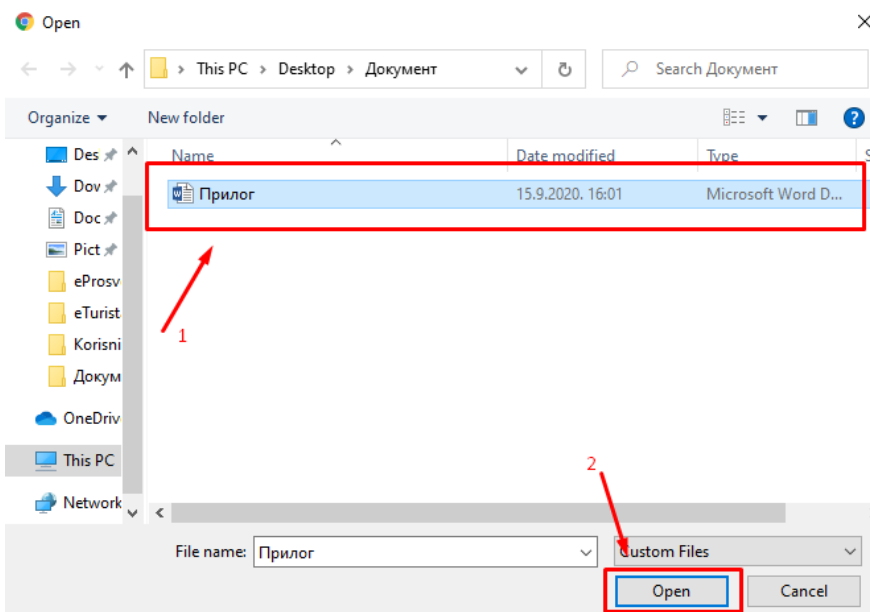 Open
This PC > Desktop > Документ
Search Документ
Organize
New folder
?
Name
Date modified
Type
S
Des
Dov
Doc
Pict
eProsv
eTurist
Korisni
Докум
OneDriv
This PC
Network
Прилог
15.9.2020. 16:01
Microsoft Word D...
1
2
File name:
Прилог
Custom Files
Open
Cancel